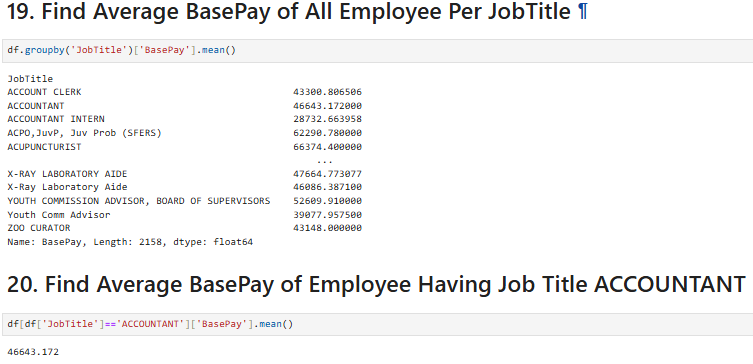 19. Find Average BasePay of All Employee Per JobTitle ¶
df.groupby('JobTitle')['BasePay'].mean()
JobTitle
ACCOUNT CLERK 43300.806506
ACCOUNTANT 46643.172000
ACCOUNTANT INTERN 28732.663958
ACPO,JuvP, Juv Prob (SFERS) 62290.780000
ACUPUNCTURIST 66374.400000
...
X-RAY LABORATORY AIDE 47664.773077
X-Ray Laboratory Aide 46086.387100
YOUTH COMMISSION ADVISOR, BOARD OF SUPERVISORS 52609.910000
Youth Comm Advisor 39077.957500
ZOO CURATOR 43148.000000
Name: BasePay, Length: 2158, dtype: float64
20. Find Average BasePay of Employee Having Job Title ACCOUNTANT
df[df['JobTitle']=='ACCOUNTANT']['BasePay'].mean()
46643.172